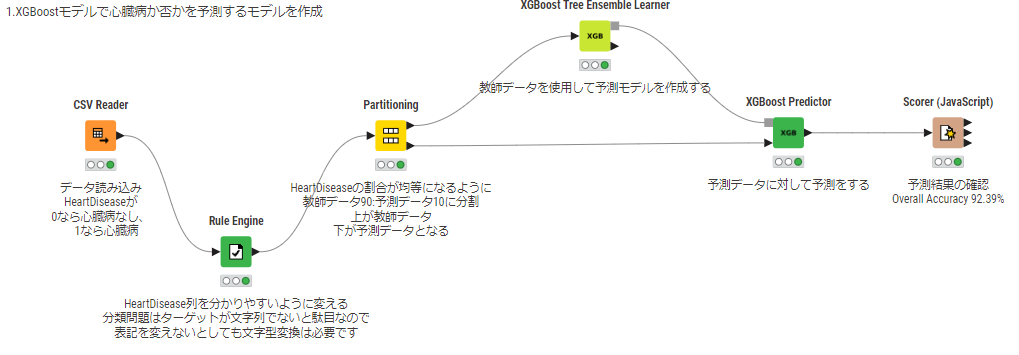 1.XGBoostモデルで心臓病か否かを予測するモデルを作成
XGBoost Tree Ensemble Learner
XGB
教師データを使用して予測モデルを作成する
CSV Reader
データ読み込み
HeartDiseaseが
0なら心臓病なし、
1なら心臓病
Rule Engine
HeartDisease列を分かりやすいように変える
分類問題はターゲットが文字列でないと駄目なので
表記を変えないとしても文字型変換は必要です
Partitioning
HeartDiseaseの割合が均等になるように
教師データ90:予測データ10に分割
上が教師データ
下が予測データとなる
XGBoost Predictor
XGB
予測データに対して予測をする
Scorer (JavaScript)
予測結果の確認
Overall Accuracy 92.39%